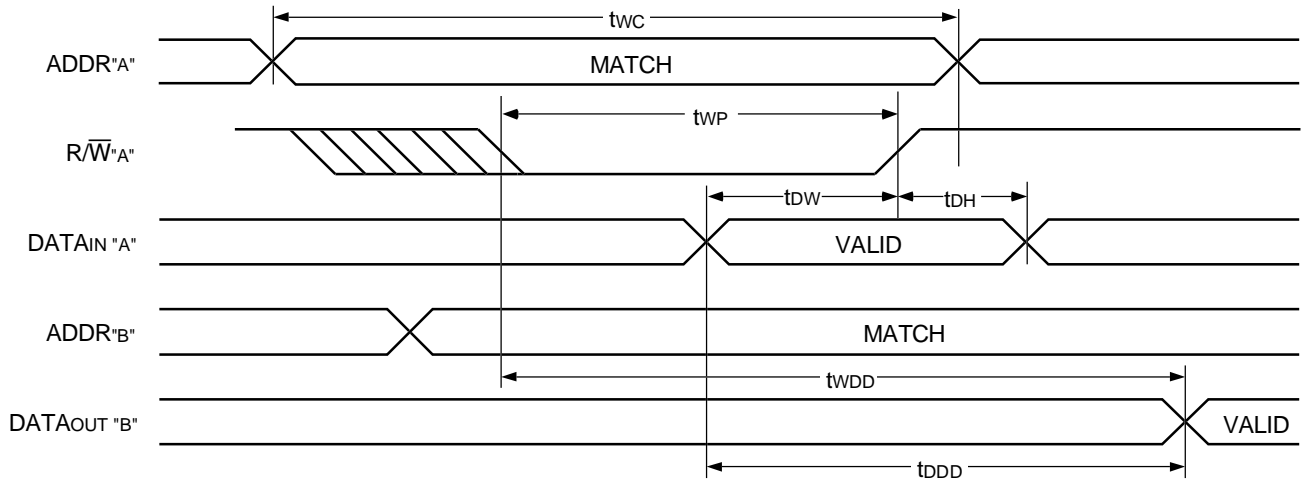 tWC
ADDR"A"
MATCH
tWP
R/W̅"A"
tDW
tDH
DATAIN "A"
VALID
ADDR"B"
MATCH
tWDD
DATAOUT "B"
VALID
tDDD